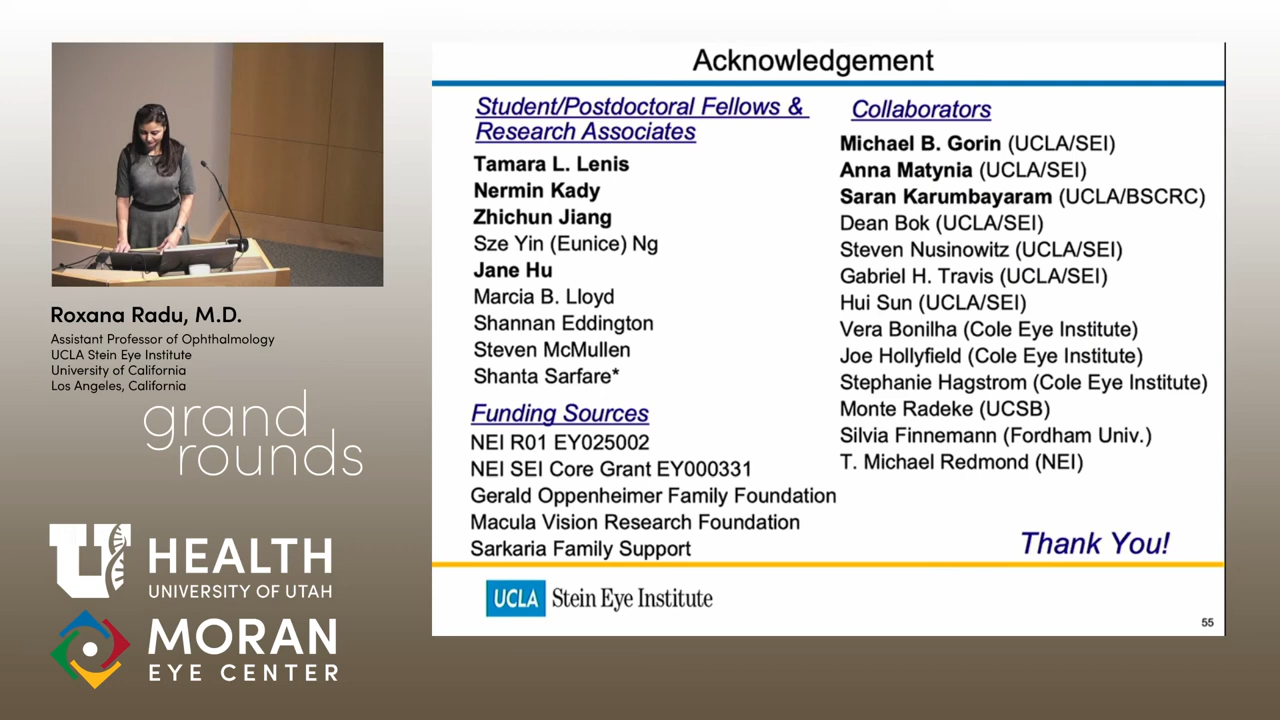 Roxana Radu, M.D.
Assistant Professor of Ophthalmology
UCLA Stein Eye Institute
University of California
Los Angeles, California
grand
rounds
U HEALTH
UNIVERSITY OF UTAH
MORAN
EYE CENTER
Acknowledgement
Student/Postdoctoral Fellows &
Research Associates
Tamara L. Lenis
Nermin Kady
Zhichun Jiang
Sze Yin (Eunice) Ng
Jane Hu
Marcia B. Lloyd
Shannan Eddington
Steven McMullen
Shanta Sarfare*
Funding Sources
NEI R01 EY025002
NEI SEI Core Grant EY000331
Gerald Oppenheimer Family Foundation
Macula Vision Research Foundation
Sarkaria Family Support
Collaborators
Michael B. Gorin (UCLA/SEI)
Anna Matynia (UCLA/SEI)
Saran Karumbayaram (UCLA/BSCRC)
Dean Bok (UCLA/SEI)
Steven Nusinowitz (UCLA/SEI)
Gabriel H. Travis (UCLA/SEI)
Hui Sun (UCLA/SEI)
Vera Bonilha (Cole Eye Institute)
Joe Hollyfield (Cole Eye Institute)
Stephanie Hagstrom (Cole Eye Institute)
Monte Radeke (UCSB)
Silvia Finnemann (Fordham Univ.)
T. Michael Redmond (NEI)
Thank You!
UCLA Stein Eye Institute
55